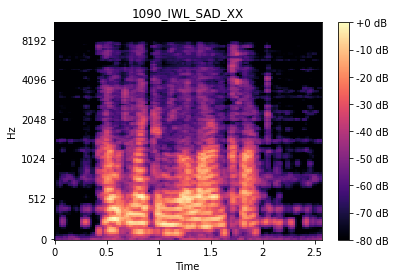 1090_IWL_SAD_XX
+0 dB
8192
-10 dB
4096
-20 dB
-30 dB
2048
Hz
-40 dB
1024
-50 dB
-60 dB
512
-70 dB
0
-80 dB
0 0.5 1 1.5 2 2.5
Time